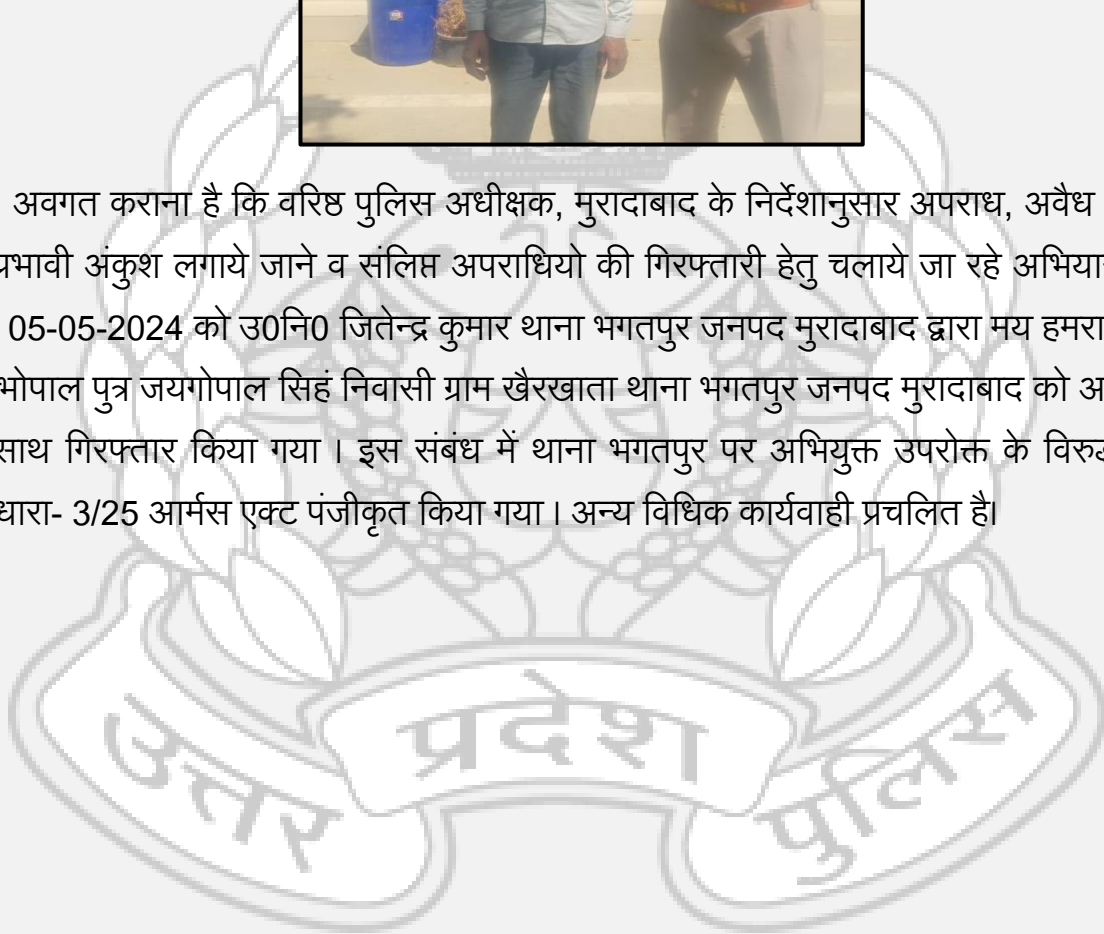 अवगत कराना है कि वरिष्ठ पुलिस अधीक्षक, मुरादाबाद के निर्देशानुसार अपराध, अवैध
प्रभावी अंकुश लगाये जाने व संलिप्त अपराधियो की गिरफ्तारी हेतु चलाये जा रहे अभियान
05-05-2024 को उ0नि0 जितेन्द्र कुमार थाना भगतपुर जनपद मुरादाबाद द्वारा मय हमरा
भोपाल पुत्र जयगोपाल सिहं निवासी ग्राम खैरखाता थाना भगतपुर जनपद मुरादाबाद को अ
साथ गिरफ्तार किया गया । इस संबंध में थाना भगतपुर पर अभियुक्त उपरोक्त के विरुद्ध
धारा- 3/25 आर्मस एक्ट पंजीकृत किया गया । अन्य विधिक कार्यवाही प्रचलित है।
उत्तर प्रदेश पुलिस